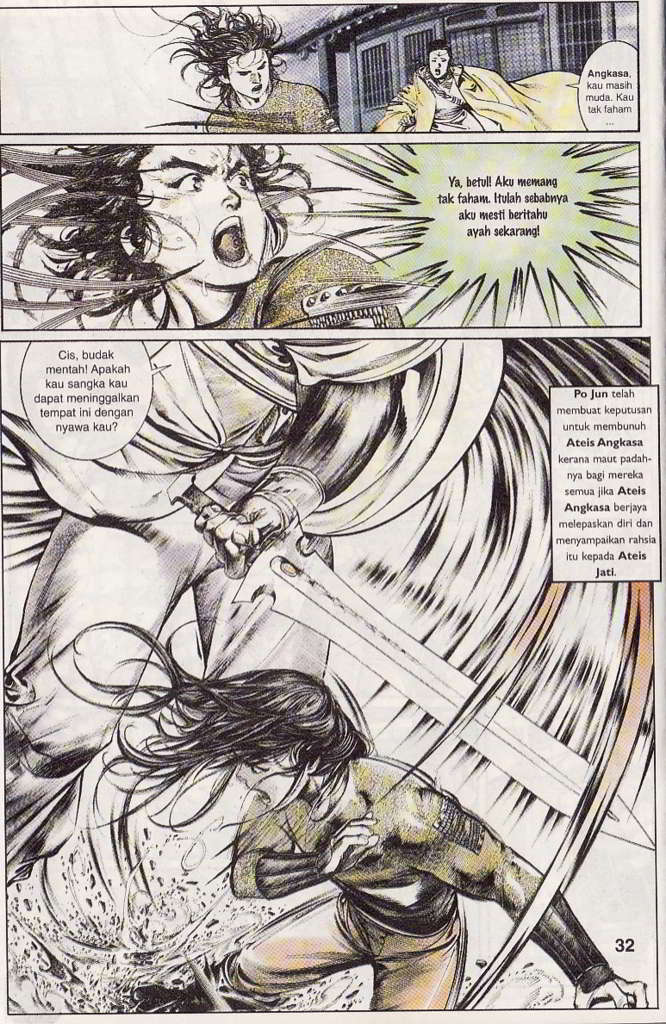 Angkasa,
kau masih
muda. Kau
tak faham
...
Ya, betul! Aku memang
tak faham. Itulah sebabnya
aku mesti beritahu
ayah sekarang!
Cis, budak
mentah! Apakah
kau sangka kau
dapat meninggalkan
tempat ini dengan
nyawa kau?
Po Jun telah
membuat keputusan
untuk membunuh
Ateis Angkasa
kerana maut padah-
nya bagi mereka
semua jika Ateis
Angkasa berjaya
melepaskan diri dan
menyampaikan rahsia
itu kepada Ateis
Jati.
32